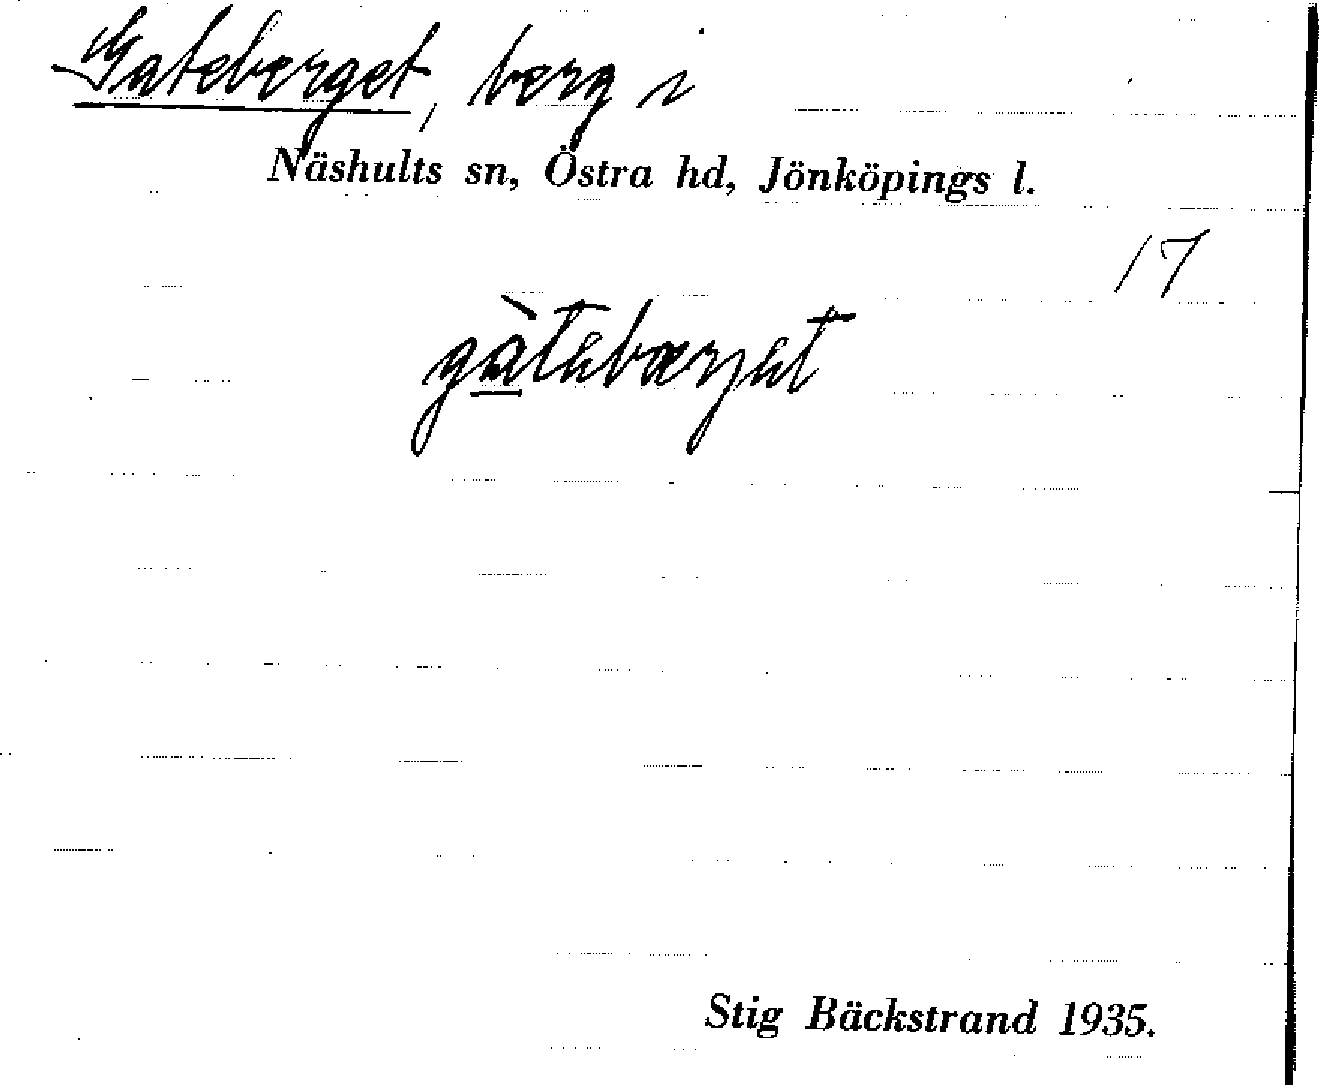 Gateberget, berg i
Näshults sn, Östra hd, Jönköpings l.
17
Stig Bäckstrand 1935.